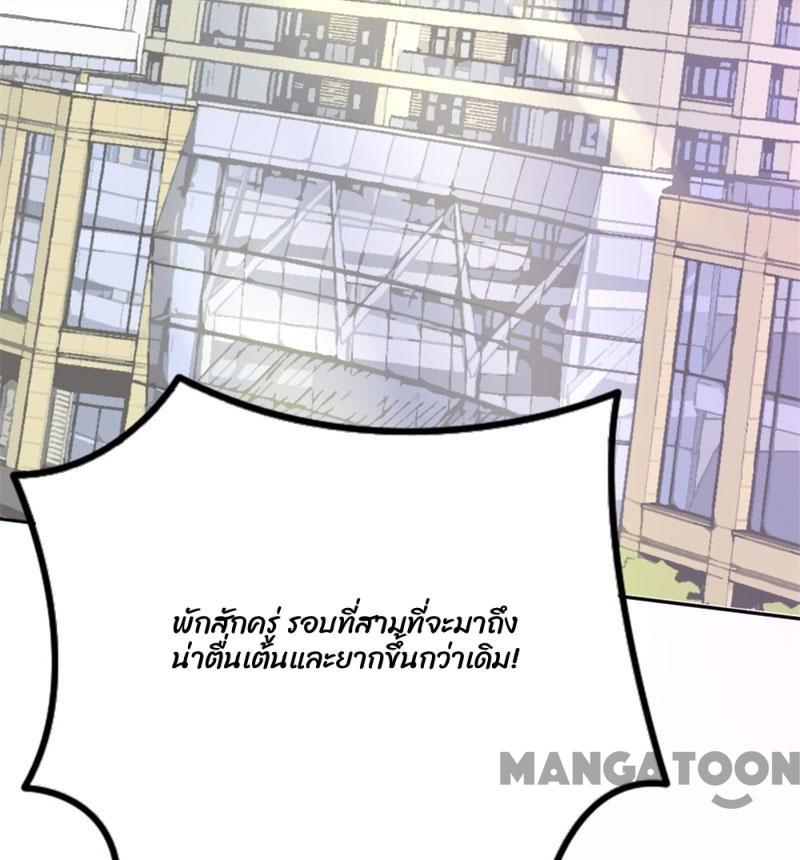 พักสักครู่ รอบที่สามที่จะมาถึง
น่าตื่นเต้นและยากขึ้นกว่าเดิม!
MANGATOON